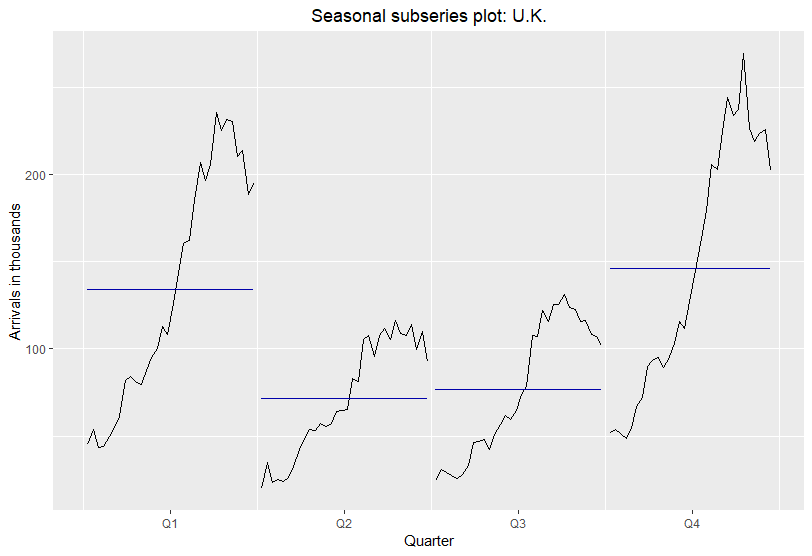 Seasonal subseries plot: U.K.
Arrivals in thousands
200
100
Q1 Q2 Q3 Q4
Quarter